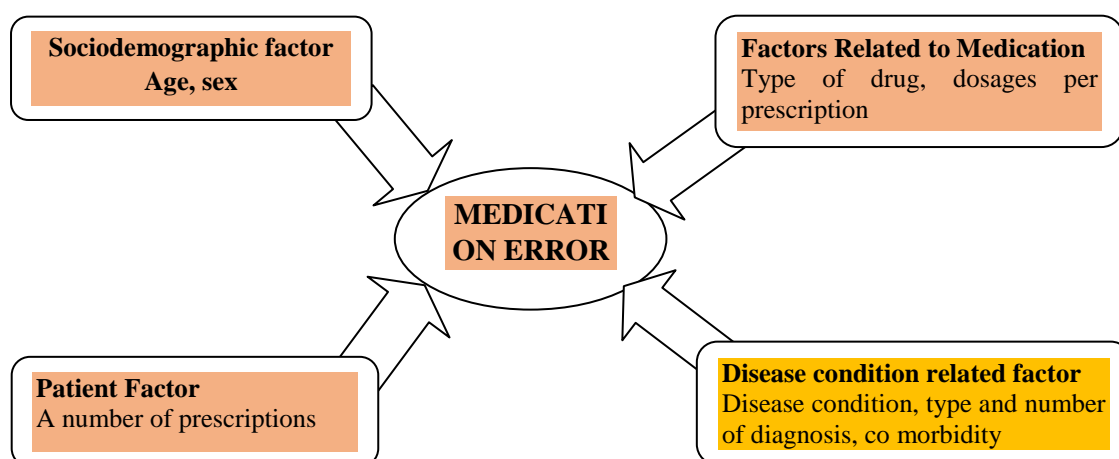 Sociodemographic factor
Age, sex
Factors Related to Medication
Type of drug, dosages per
prescription
MEDICATI
ON ERROR
Patient Factor
A number of prescriptions
Disease condition related factor
Disease condition, type and number
of diagnosis, co morbidity